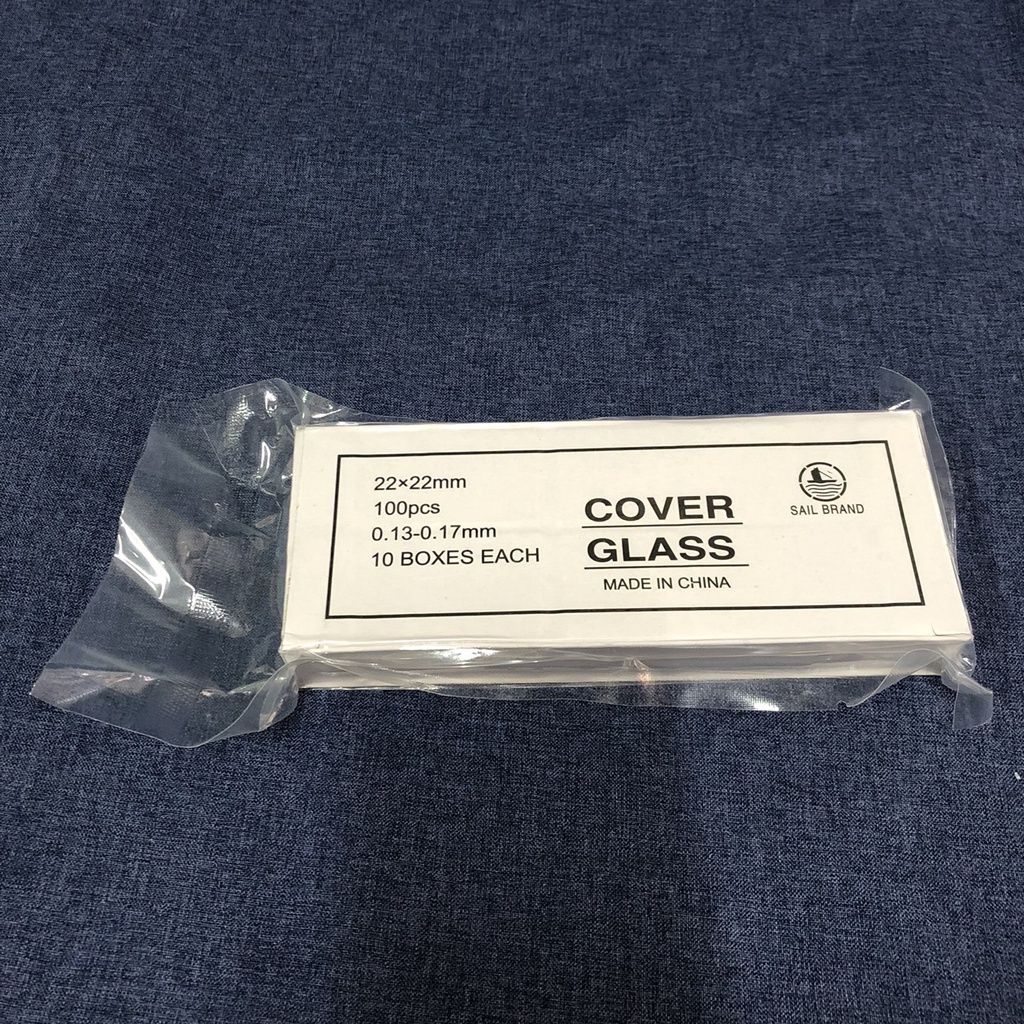 22×22mm
100pcs
0.13-0.17mm
10 BOXES EACH
COVER
GLASS
MADE IN CHINA
SAIL BRAND